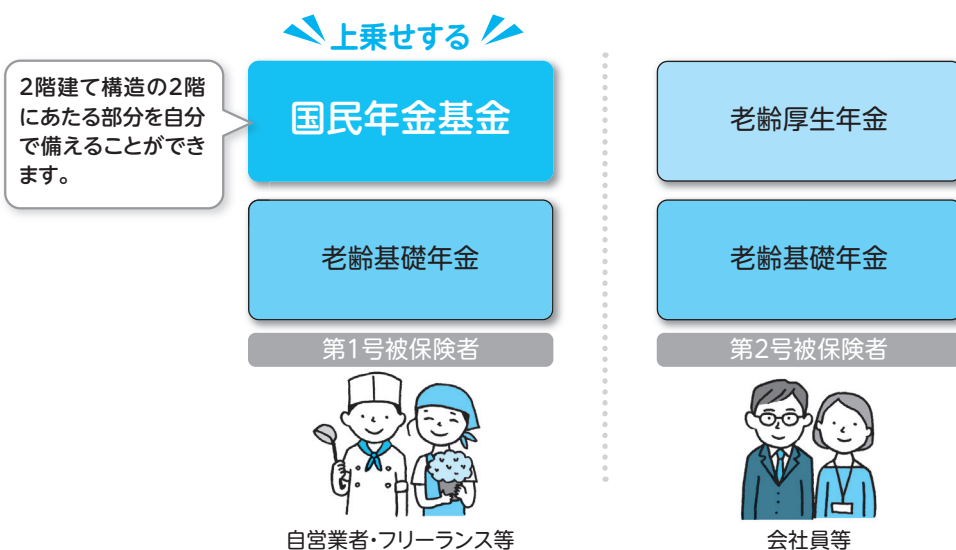 上乗せする
2階建て構造の2階
にあたる部分を自分
で備えることができ
ます。
国民年金基金
老齢厚生年金
老齢基礎年金
老齢基礎年金
第1号被保険者
第2号被保険者
自営業者・フリーランス等
会社員等